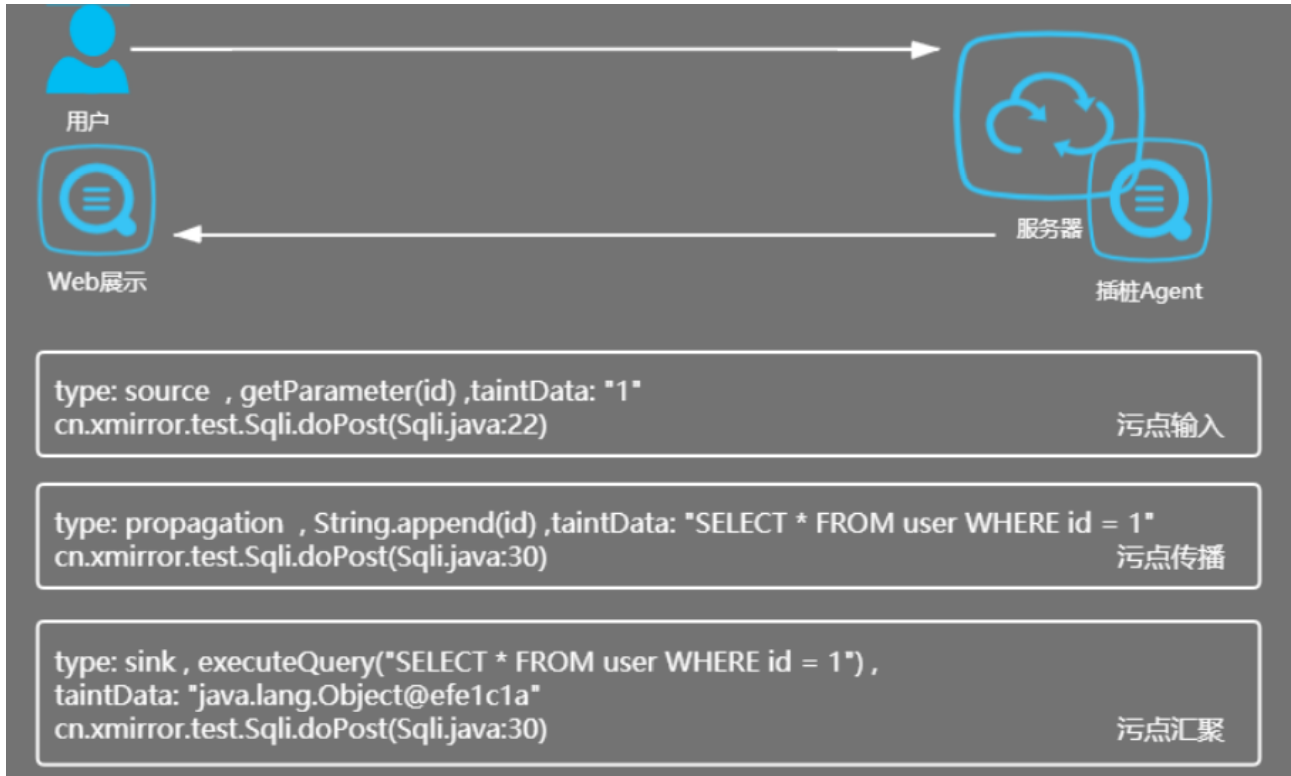 用户
服务器
Web展示
插桩Agent
type: source , getParameter(id) ,taintData: "1"
cn.xmirror.test.Sqli.doPost(Sqli.java:22)
污点输入
type: propagation , String.append(id) ,taintData: "SELECT * FROM user WHERE id = 1"
cn.xmirror.test.Sqli.doPost(Sqli.java:30)
污点传播
type: sink , executeQuery("SELECT * FROM user WHERE id = 1") ,
taintData: "java.lang.Object@efe1c1a"
cn.xmirror.test.Sqli.doPost(Sqli.java:30)
污点汇聚